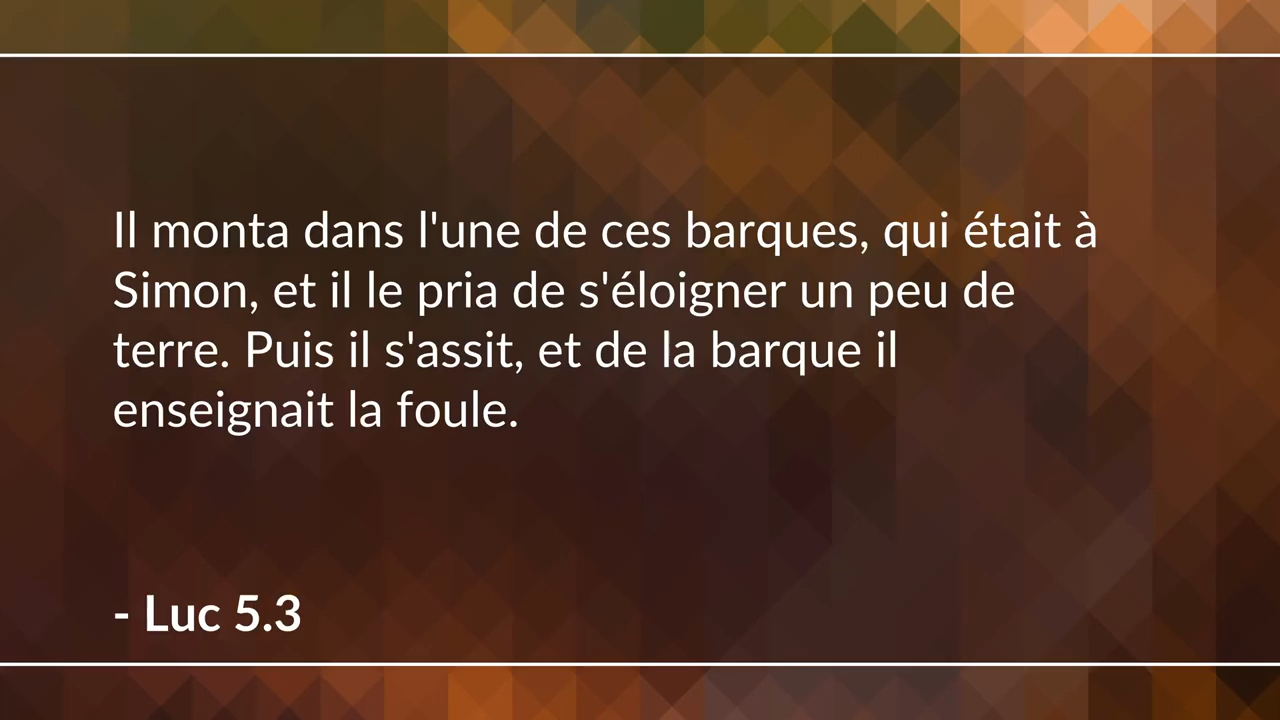 Il monta dans l'une de ces barques, qui était à
Simon, et il le pria de s'éloigner un peu de
terre. Puis il s'assit, et de la barque il
enseignait la foule.
- Luc 5.3